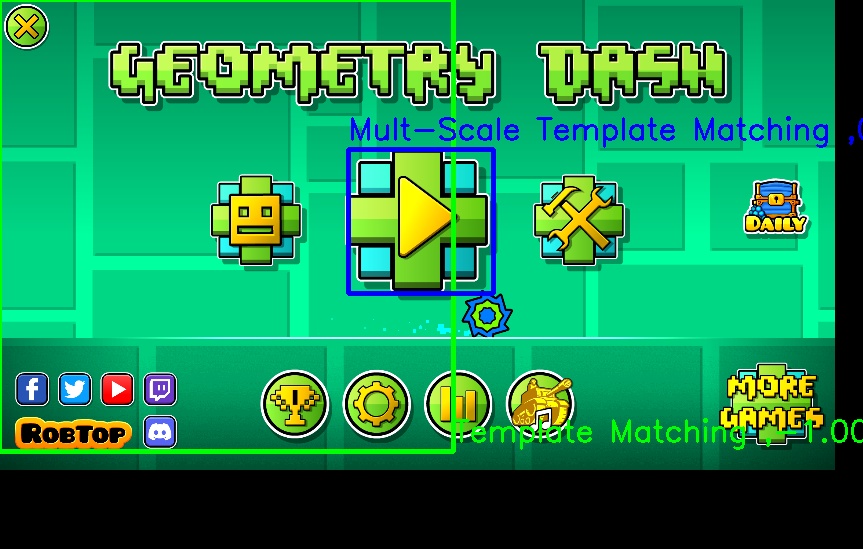 GEOMETRY DASH
Mult-Scale Template Matching ,0
DAILY
f
MORE
GAMES
RobTop
Template Matching , -1.00